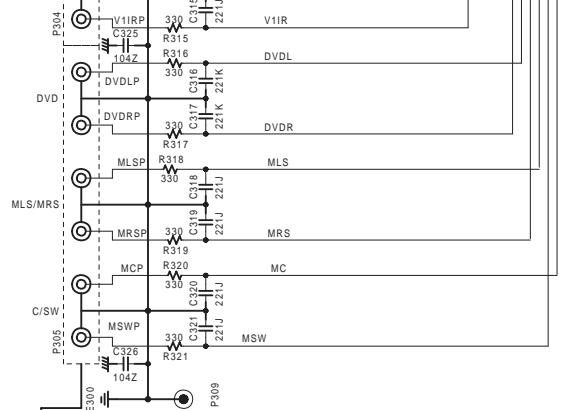 P304
V1IRP
330
R315
C315
221J
V1IR
C325
104Z
R316
330
DVDL
DVDLP
C316
221K
DVD
C317
221K
DVDRP
330
R317
DVDR
MLSP
R318
330
MLS
C318
221J
MLS/MRS
C319
221J
MRSP
330
R319
MRS
MCP
R320
330
MC
C320
221J
C/SW
C321
221J
MSWP
330
R321
MSW
P305
C326
104Z
E300
P309